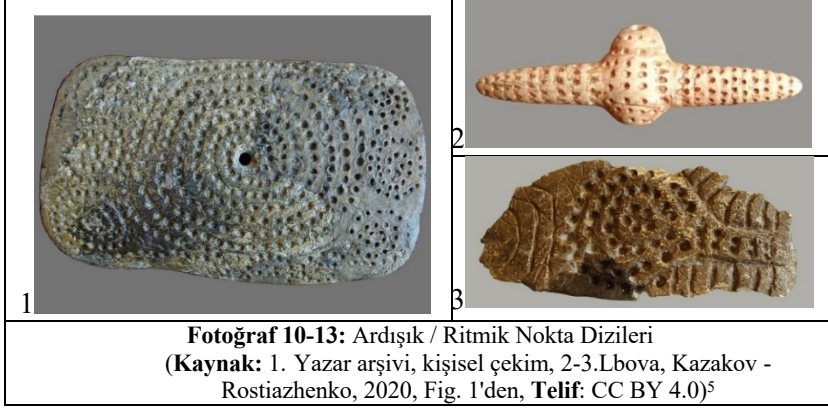 1
2
3
Fotoğraf 10-13: Ardışık / Ritmik Nokta Dizileri
(Kaynak: 1. Yazar arşivi, kişisel çekim, 2-3.Lbova, Kazakov -
Rostiazhenko, 2020, Fig. 1'den, Telif: CC BY 4.0)5